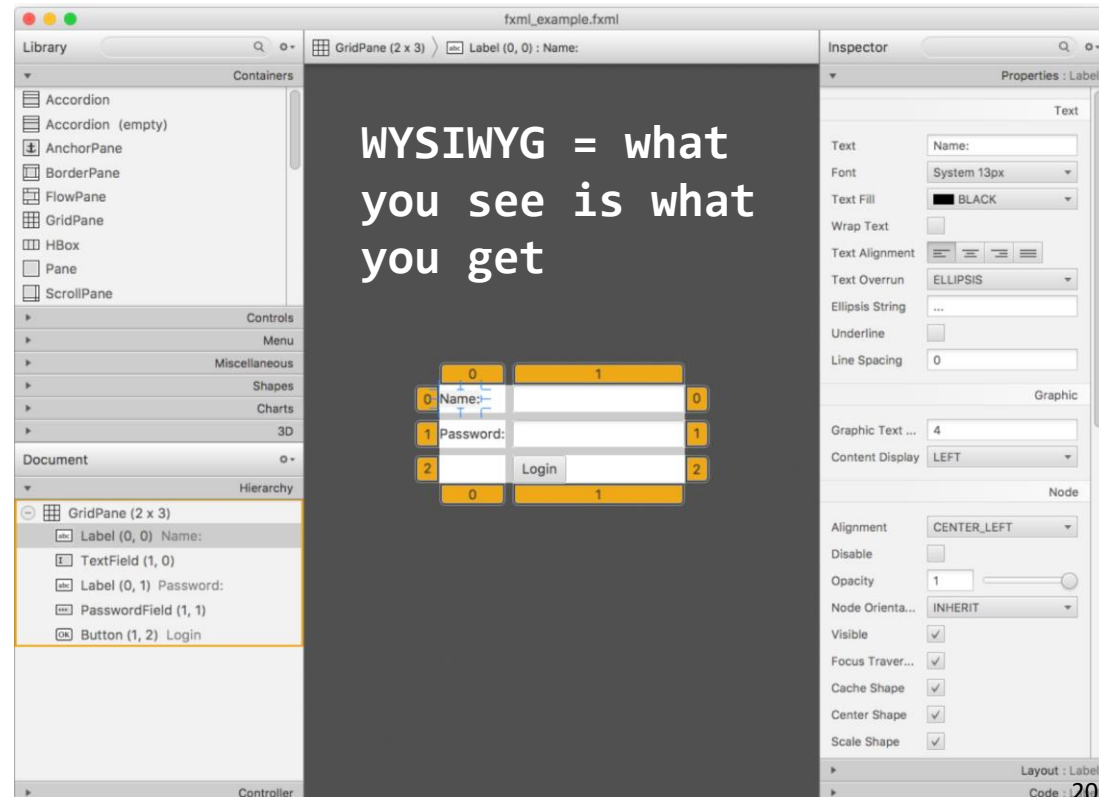 fxml_example.fxml
Library
GridPane (2 x 3) abc Label (0, 0) : Name:
Inspector
Containers
Accordion
Accordion (empty)
AnchorPane
BorderPane
FlowPane
GridPane
HBox
Pane
ScrollPane
Controls
Menu
Miscellaneous
Shapes
Charts
3D
Document
Hierarchy
GridPane (2 x 3)
abc Label (0, 0) Name:
TextField (1, 0)
abc Label (0, 1) Password:
PasswordField (1, 1)
OK Button (1, 2) Login
Controller
WYSIWYG = what
you see is what
you get
0 1
0 Name: 0
1 Password: 1
2 Login 2
0 1
Properties : Label
Text
Text Name:
Font System 13px
Text Fill BLACK
Wrap Text
Text Alignment
Text Overrun ELLIPSIS
Ellipsis String ...
Underline
Line Spacing 0
Graphic
Graphic Text ... 4
Content Display LEFT
Node
Alignment CENTER_LEFT
Disable
Opacity 1
Node Orienta... INHERIT
Visible
Focus Traver...
Cache Shape
Center Shape
Scale Shape
Layout : Label
Code :
20